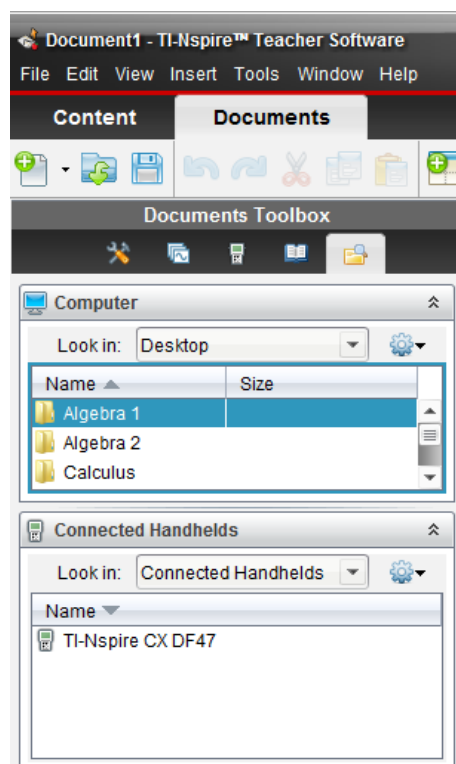 Document1 - TI-Nspire™ Teacher Software
File Edit View Insert Tools Window Help
Content Documents
Documents Toolbox
Computer
Look in: Desktop
Name Size
Algebra 1
Algebra 2
Calculus
Connected Handhelds
Look in: Connected Handhelds
Name
TI-Nspire CX DF47